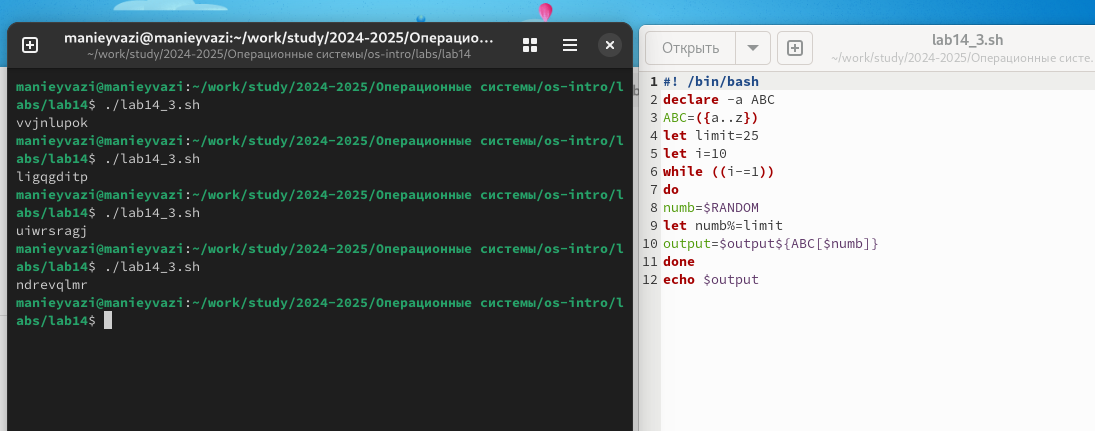 manieyvazi@manieyvazi:~/work/study/2024-2025/Операцио...
~/work/study/2024-2025/Операционные системы/os-intro/labs/lab14
manieyvazi@manieyvazi:~/work/study/2024-2025/Операционные системы/os-intro/l
abs/lab14$ ./lab14_3.sh
vvjnlupok
manieyvazi@manieyvazi:~/work/study/2024-2025/Операционные системы/os-intro/l
abs/lab14$ ./lab14_3.sh
ligqgditp
manieyvazi@manieyvazi:~/work/study/2024-2025/Операционные системы/os-intro/l
abs/lab14$ ./lab14_3.sh
uiwrsragj
manieyvazi@manieyvazi:~/work/study/2024-2025/Операционные системы/os-intro/l
abs/lab14$ ./lab14_3.sh
ndrevqlmr
manieyvazi@manieyvazi:~/work/study/2024-2025/Операционные системы/os-intro/l
abs/lab14$
Открыть
lab14_3.sh
~/work/study/2024-2025/Операционные систе...
1 #! /bin/bash
2 declare -a ABC
3 ABC=({a..z})
4 let limit=25
5 let i=10
6 while ((i-=1))
7 do
8 numb=$RANDOM
9 let numb%=limit
10 output=$output${ABC[$numb]}
11 done
12 echo $output